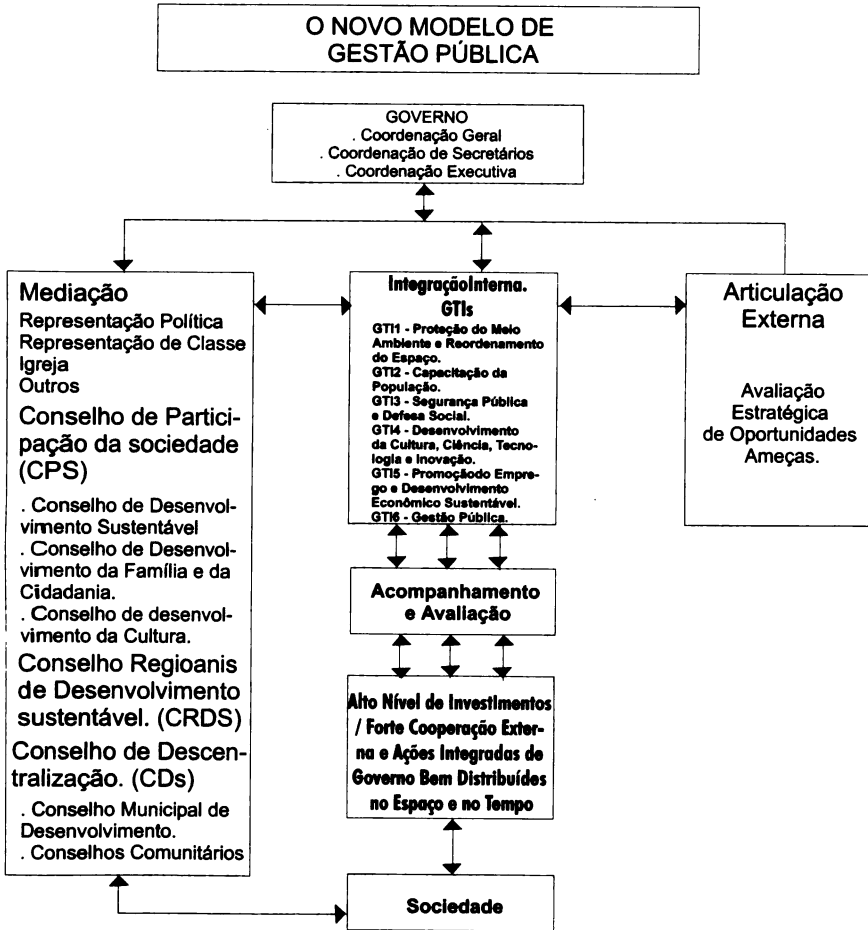 O NOVO MODELO DE
GESTÃO PÚBLICA
GOVERNO
. Coordenação Geral
. Coordenação de Secretários
. Coordenação Executiva
Mediação
Representação Política
Representação de Classe
Igreja
Outros
Conselho de Partici-
pação da sociedade
(CPS)
. Conselho de Desenvol-
vimento Sustentável
. Conselho de Desenvol-
vimento da Família e da
Cidadania.
. Conselho de desenvol-
vimento da Cultura.
Conselho Regioanis
de Desenvolvimento
sustentável. (CRDS)
Conselho de Descen-
tralização. (CDs)
. Conselho Municipal de
Desenvolvimento.
. Conselhos Comunitários
IntegraçãoInterna.
GTIs
GTI1 - Proteção do Meio
Ambiente e Reordenamento
do Espaço.
GTI2 - Capacitação da
População.
GTI3 - Segurança Pública
e Defesa Social.
GTI4 - Desenvolvimento
da Cultura, Ciência, Tecno-
logia e Inovação.
GTI5 - Promoçãodo Empre-
go e Desenvolvimento
Econômico Sustentável.
GTI6 - Gestão Pública.
Articulação
Externa
Avaliação
Estratégica
de Oportunidades
Ameças.
Acompanhamento
e Avaliação
Alto Nível de Investimentos
/ Forte Cooperação Exter-
na e Ações Integradas de
Governo Bem Distribuídes
no Espaço e no Tempo
Sociedade